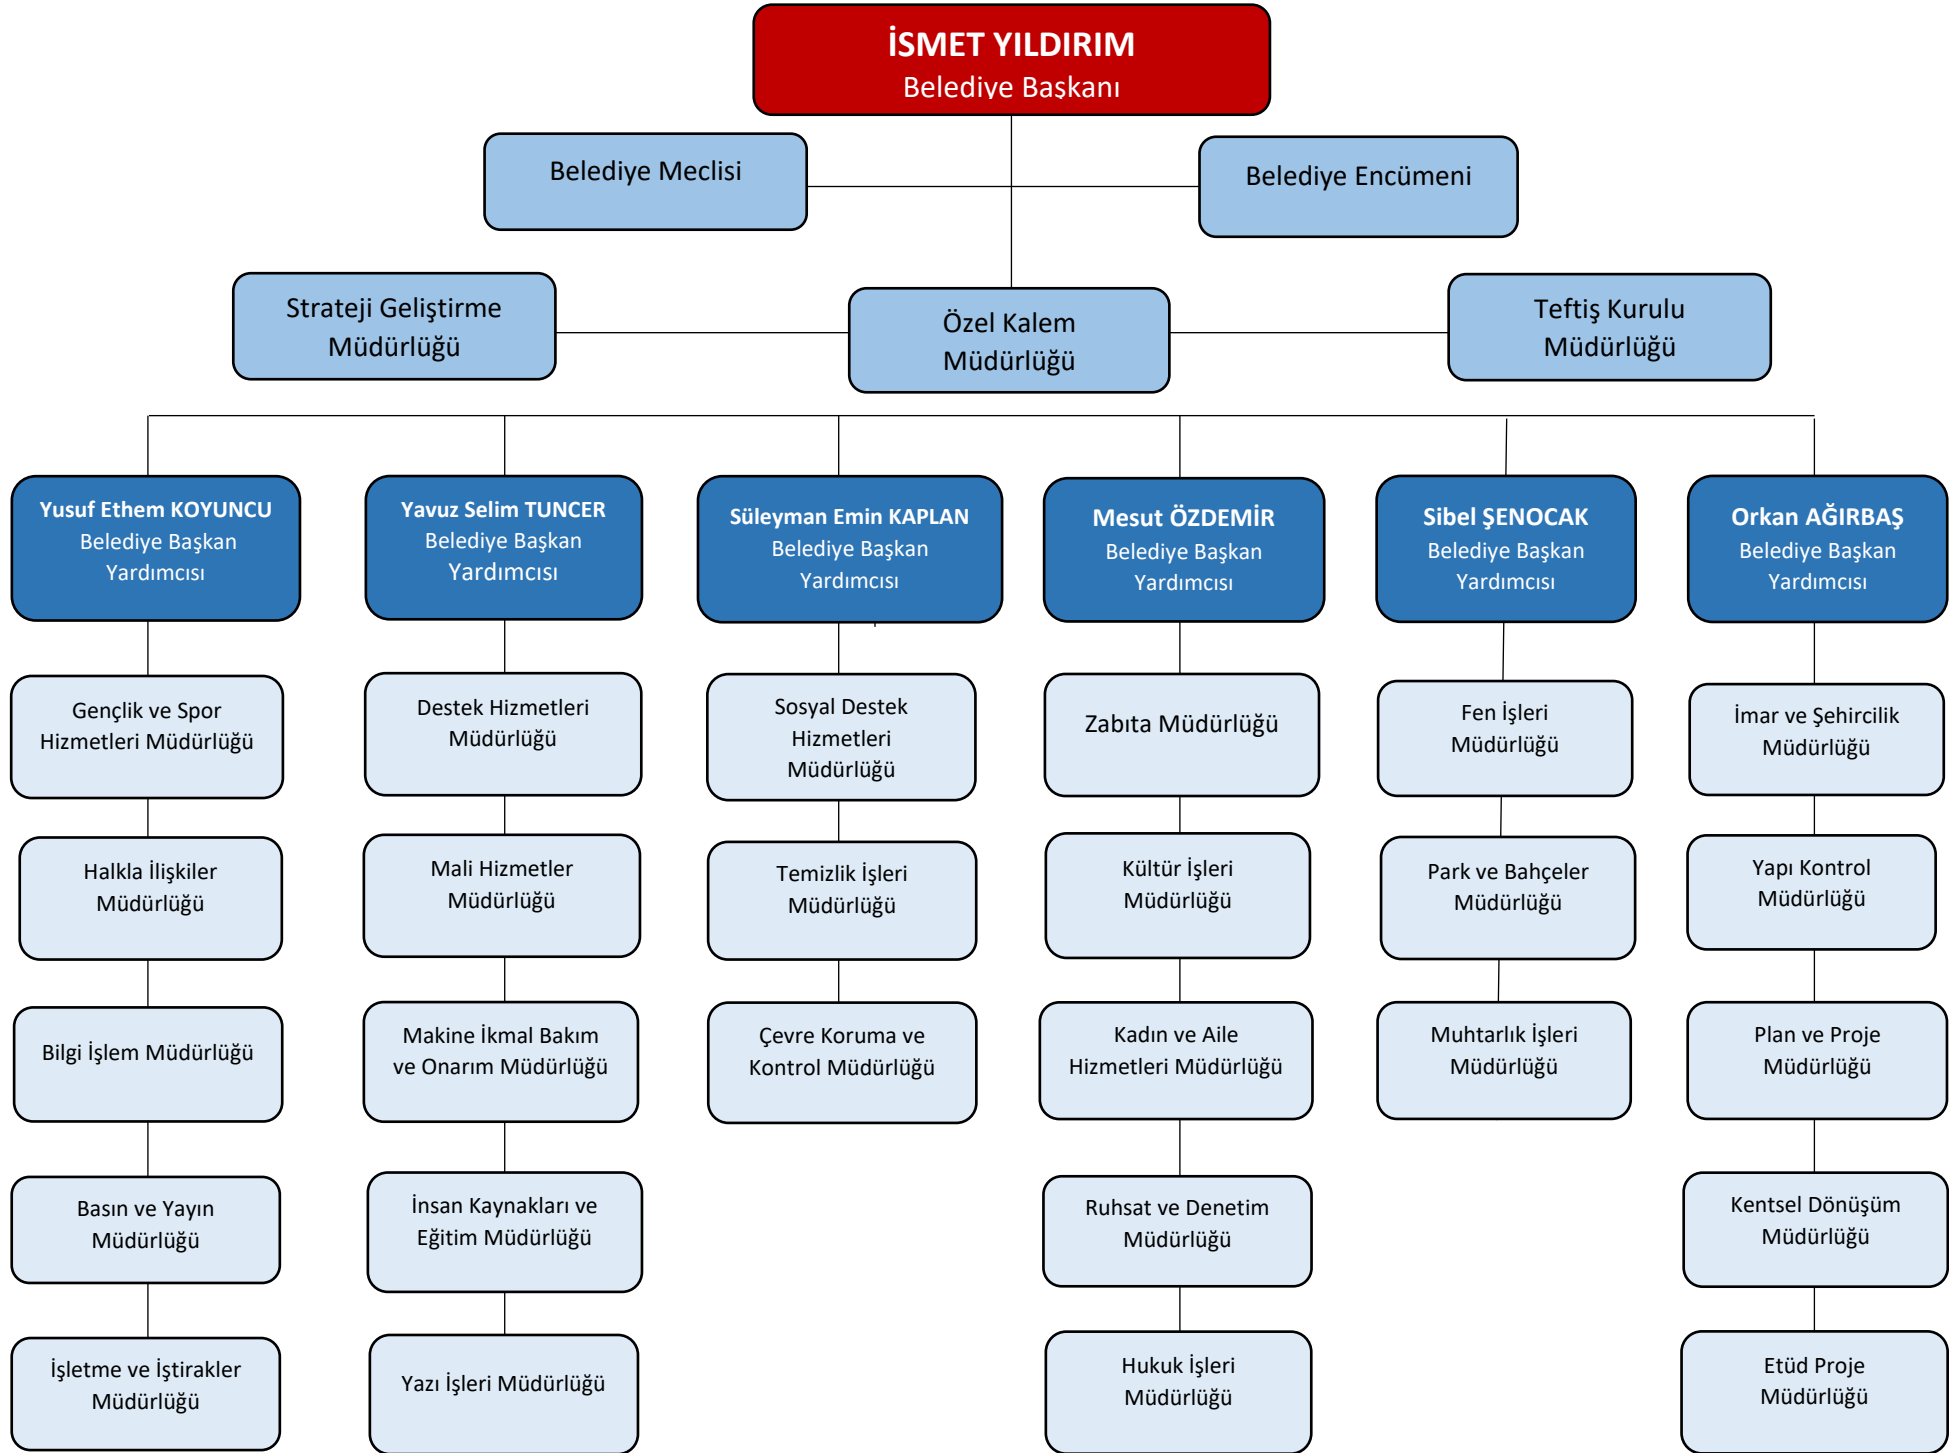 İSMET YILDIRIM
Belediye Başkanı
Belediye Meclisi
Belediye Encümeni
Strateji Geliştirme
Müdürlüğü
Özel Kalem
Müdürlüğü
Teftiş Kurulu
Müdürlüğü
Yusuf Ethem KOYUNCU
Belediye Başkan
Yardımcısı
Yavuz Selim TUNCER
Belediye Başkan
Yardımcısı
Süleyman Emin KAPLAN
Belediye Başkan
Yardımcısı
Mesut ÖZDEMİR
Belediye Başkan
Yardımcısı
Sibel ŞENOCAK
Belediye Başkan
Yardımcısı
Orkan AĞIRBAŞ
Belediye Başkan
Yardımcısı
Gençlik ve Spor
Hizmetleri Müdürlüğü
Destek Hizmetleri
Müdürlüğü
Sosyal Destek
Hizmetleri
Müdürlüğü
Zabıta Müdürlüğü
Fen İşleri
Müdürlüğü
İmar ve Şehircilik
Müdürlüğü
Halkla İlişkiler
Müdürlüğü
Mali Hizmetler
Müdürlüğü
Temizlik İşleri
Müdürlüğü
Kültür İşleri
Müdürlüğü
Park ve Bahçeler
Müdürlüğü
Yapı Kontrol
Müdürlüğü
Bilgi İşlem Müdürlüğü
Makine İkmal Bakım
ve Onarım Müdürlüğü
Çevre Koruma ve
Kontrol Müdürlüğü
Kadın ve Aile
Hizmetleri Müdürlüğü
Muhtarlık İşleri
Müdürlüğü
Plan ve Proje
Müdürlüğü
Basın ve Yayın
Müdürlüğü
İnsan Kaynakları ve
Eğitim Müdürlüğü
Ruhsat ve Denetim
Müdürlüğü
Kentsel Dönüşüm
Müdürlüğü
İşletme ve İştirakler
Müdürlüğü
Yazı İşleri Müdürlüğü
Hukuk İşleri
Müdürlüğü
Etüd Proje
Müdürlüğü